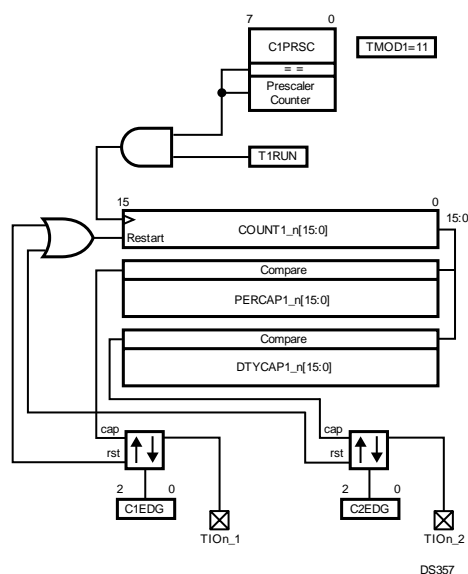 7 0
C1PRSC
TMOD1=11
= =
Prescaler
Counter
T1RUN
15 0
15:0
COUNT1_n[15:0]
Restart
Compare
PERCAP1_n[15:0]
Compare
DTYCAP1_n[15:0]
cap
cap
rst
rst
2 0
2 0
C1EDG
C2EDG
TIOn_1
TIOn_2
DS357